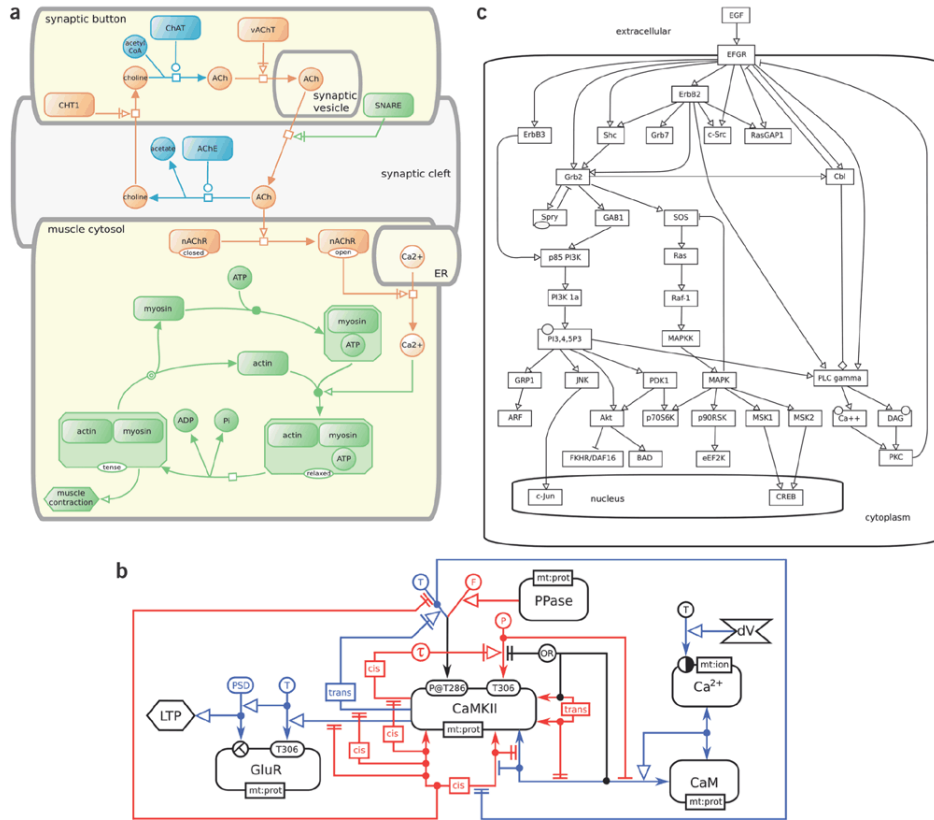 a
synaptic button
acetyl
CoA
ChAT
vAChT
choline
ACh
ACh
synaptic
vesicle
CHT1
SNARE
acetate
AChE
synaptic cleft
choline
ACh
muscle cytosol
nAChR
closed
nAChR
open
Ca2+
ER
ATP
myosin
myosin
ATP
Ca2+
actin
actin
myosin
tense
ADP
Pi
actin
myosin
ATP
relaxed
muscle
contraction
c
EGF
extracellular
EFGR
ErbB2
ErbB3
Shc
Grb7
c-Src
RasGAP1
Grb2
Cbl
Spry
GAB1
SOS
p85 PI3K
Ras
PI3K 1a
Raf-1
PI3,4,5P3
MAPKK
GRP1
JNK
PDK1
MAPK
PLC gamma
ARF
Akt
p70S6K
p90RSK
MSK1
MSK2
Ca++
DAG
FKHR/DAF16
BAD
eEF2K
PKC
nucleus
c-Jun
CREB
cytoplasm
b
T
F
mt:prot
PPase
P
T
dV
cis
τ
OR
mt:ion
Ca2+
PSD
T
trans
P@T286
T306
CaMKII
mt:prot
trans
LTP
cis
cis
T306
GluR
mt:prot
cis
CaM
mt:prot